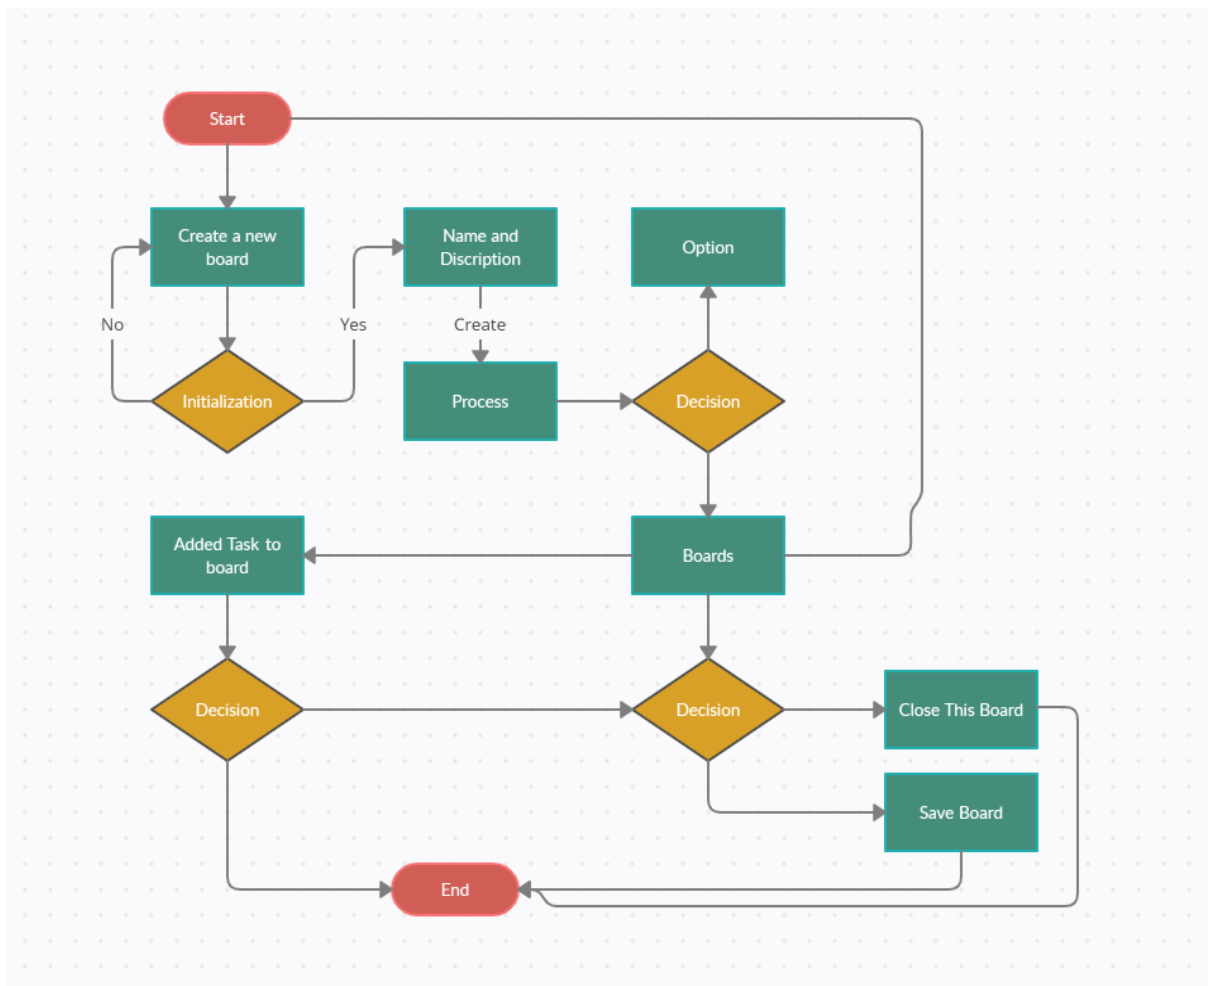 Start
Create a new
board
Name and
Discription
Option
No
Yes
Create
Initialization
Process
Decision
Added Task to
board
Boards
Decision
Decision
Close This Board
Save Board
End